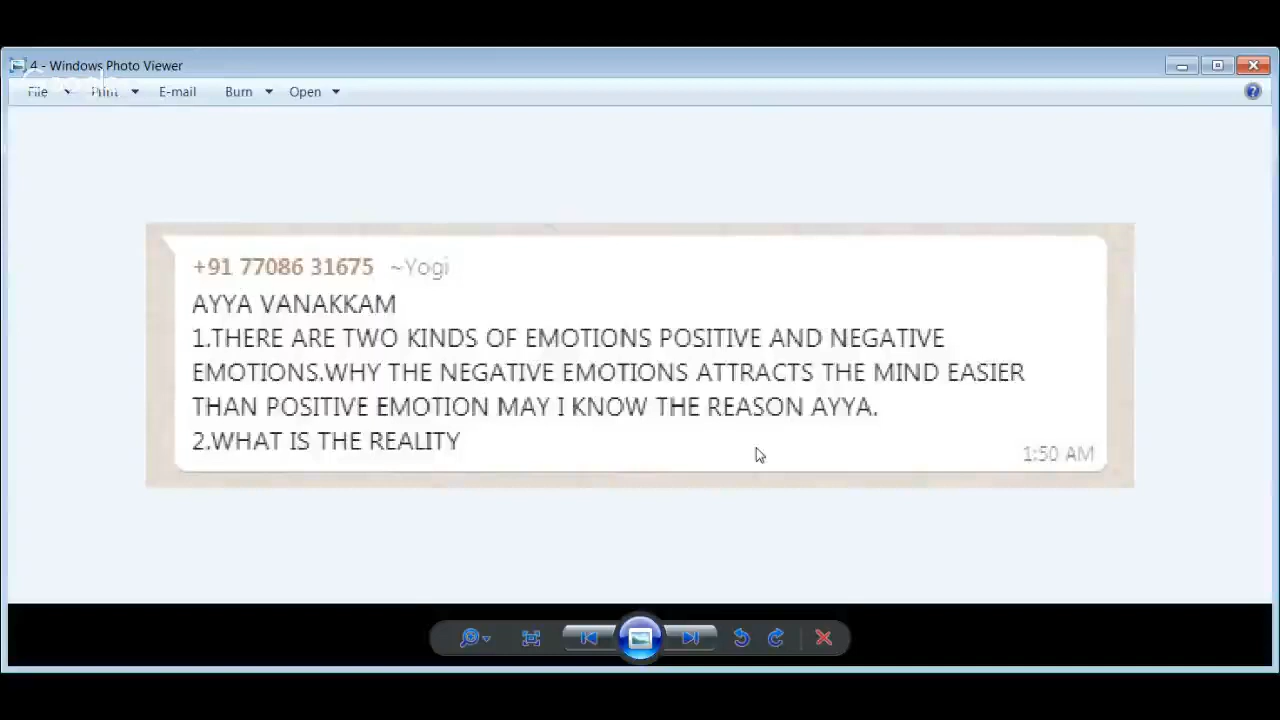 4 - Windows Photo Viewer
Google
File Print E-mail Burn Open
+91 77086 31675 ~Yogi
AYYA VANAKKAM
1.THERE ARE TWO KINDS OF EMOTIONS POSITIVE AND NEGATIVE
EMOTIONS.WHY THE NEGATIVE EMOTIONS ATTRACTS THE MIND EASIER
THAN POSITIVE EMOTION MAY I KNOW THE REASON AYYA.
2.WHAT IS THE REALITY
1:50 AM